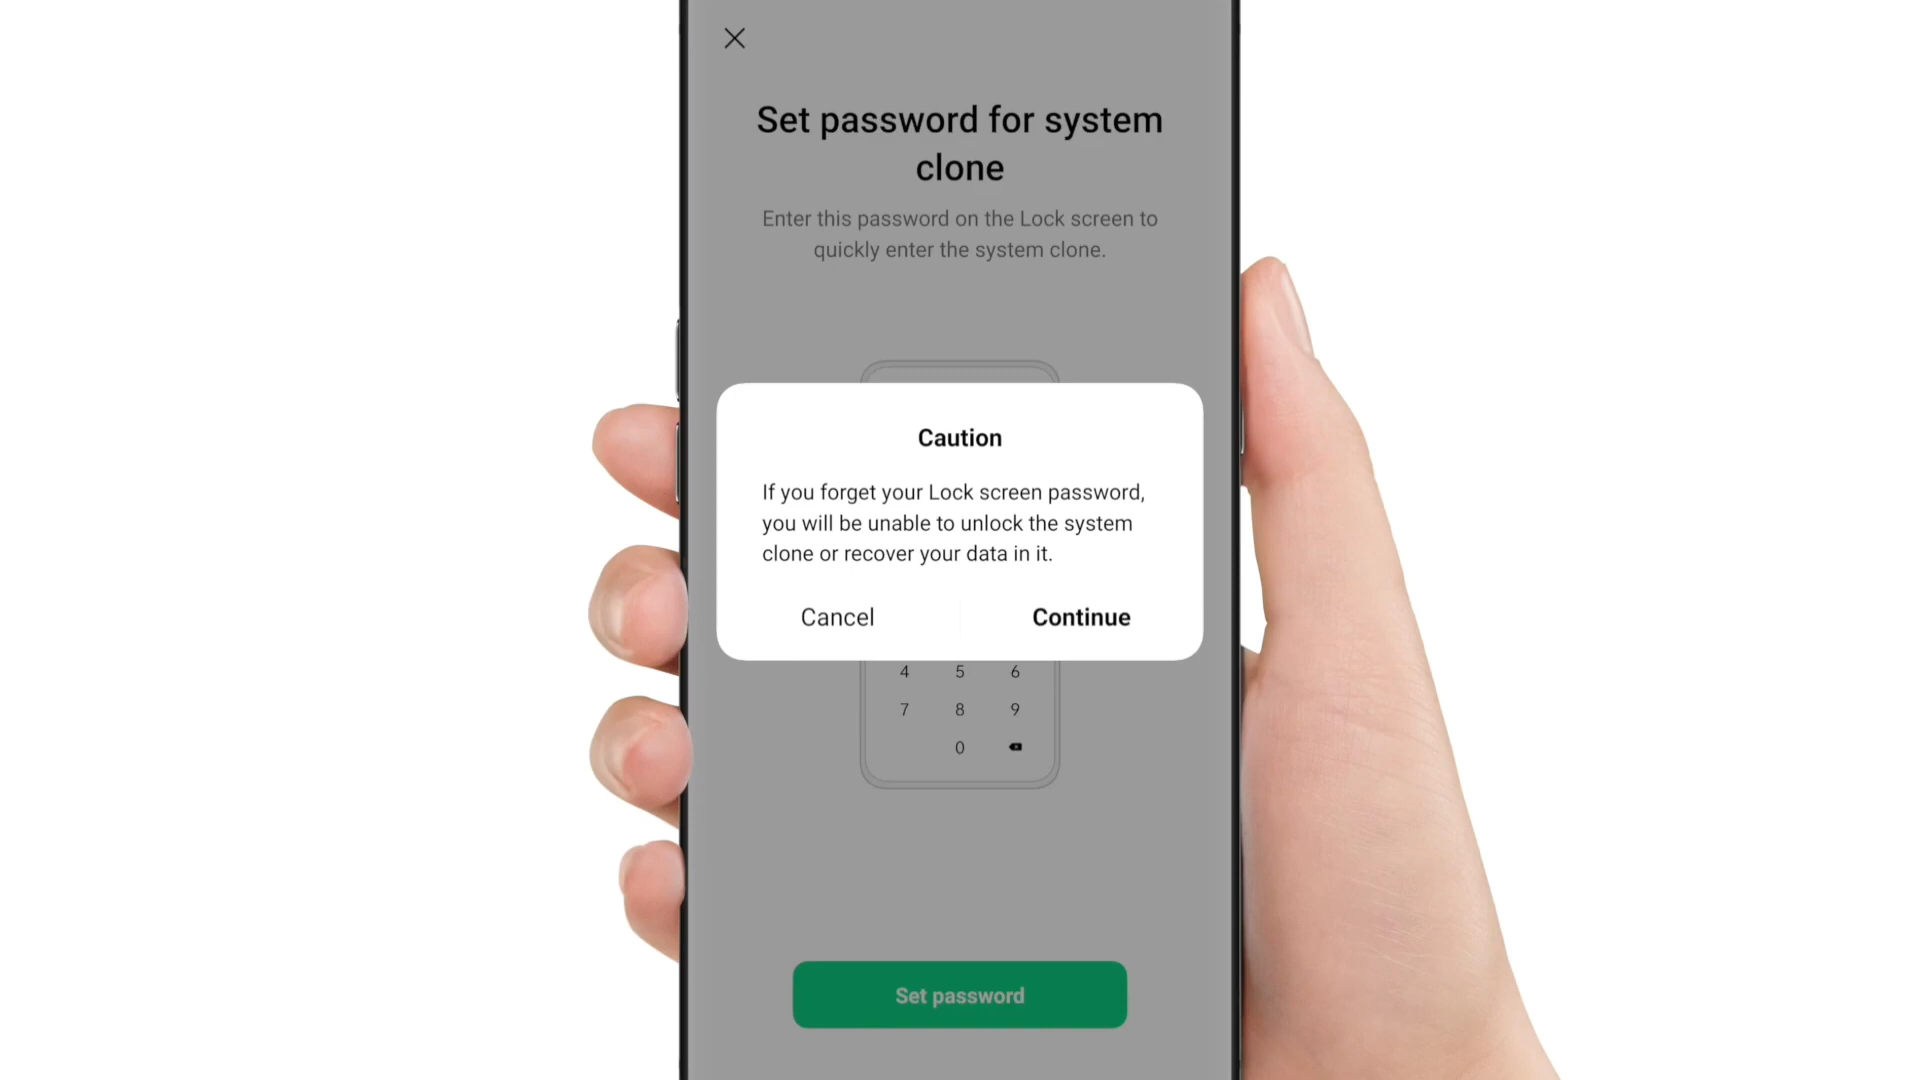 Set password for system
clone
Enter this password on the Lock screen to
quickly enter the system clone.
Caution
If you forget your Lock screen password,
you will be unable to unlock the system
clone or recover your data in it.
Cancel Continue
4 5 6
7 8 9
0
Set password